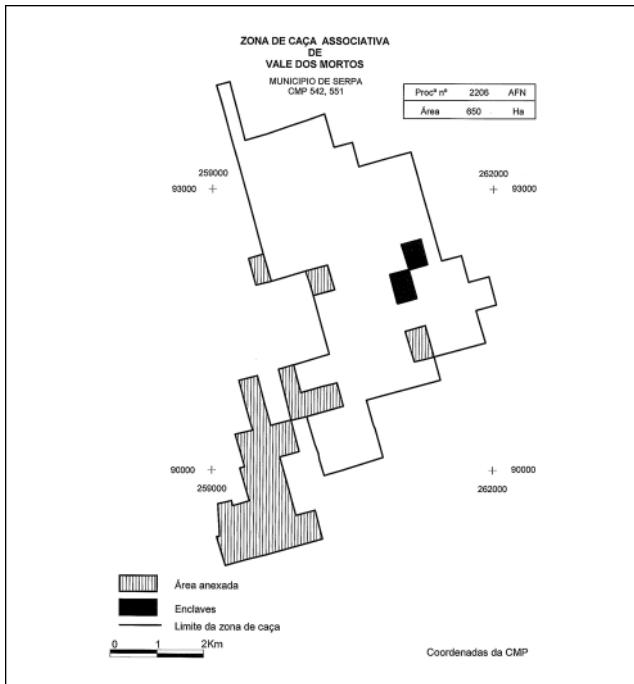 ZONA DE CAÇA ASSOCIATIVA
DE
VALE DOS MORTOS
MUNICIPIO DE SERPA
CMP 542, 551
Procº nº 2206 AFN
Área 650 Ha
259000
93000
262000
93000
90000
259000
90000
262000
Área anexada
Enclaves
Limite da zona de caça
0 1 2Km
Coordenadas da CMP